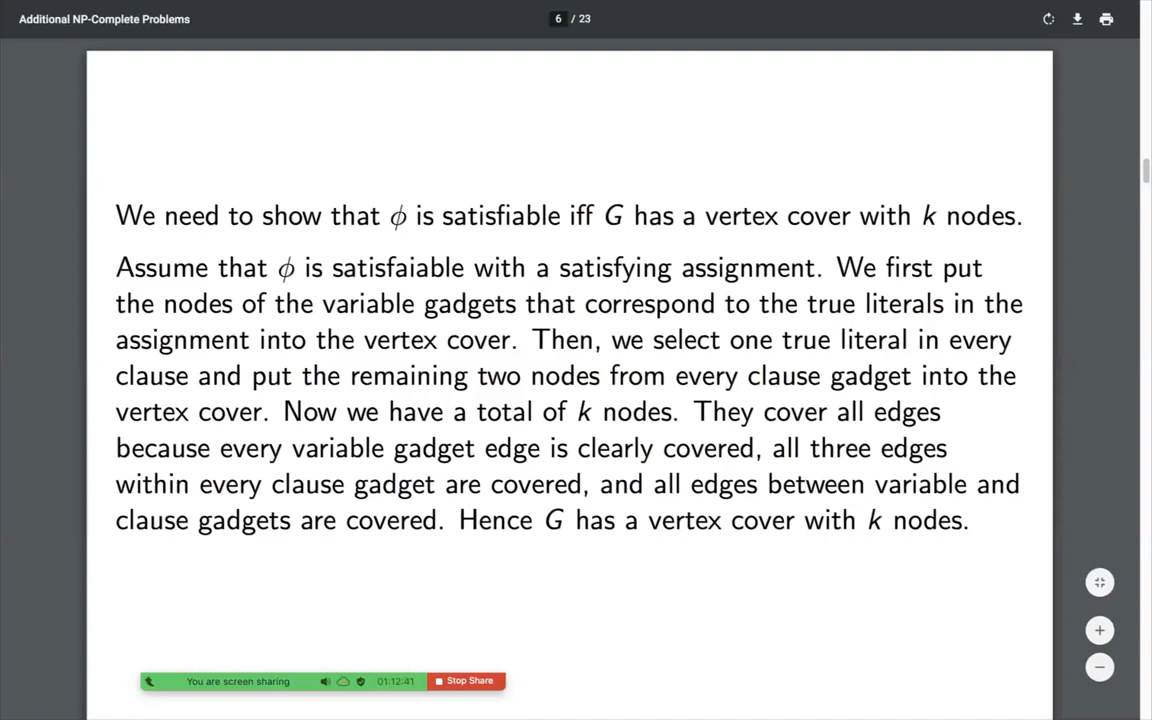 Additional NP-Complete Problems
6 / 23
We need to show that ϕ is satisfiable iff G has a vertex cover with k nodes.
Assume that ϕ is satisfaiable with a satisfying assignment. We first put
the nodes of the variable gadgets that correspond to the true literals in the
assignment into the vertex cover. Then, we select one true literal in every
clause and put the remaining two nodes from every clause gadget into the
vertex cover. Now we have a total of k nodes. They cover all edges
because every variable gadget edge is clearly covered, all three edges
within every clause gadget are covered, and all edges between variable and
clause gadgets are covered. Hence G has a vertex cover with k nodes.
You are screen sharing 01:12:41 Stop Share